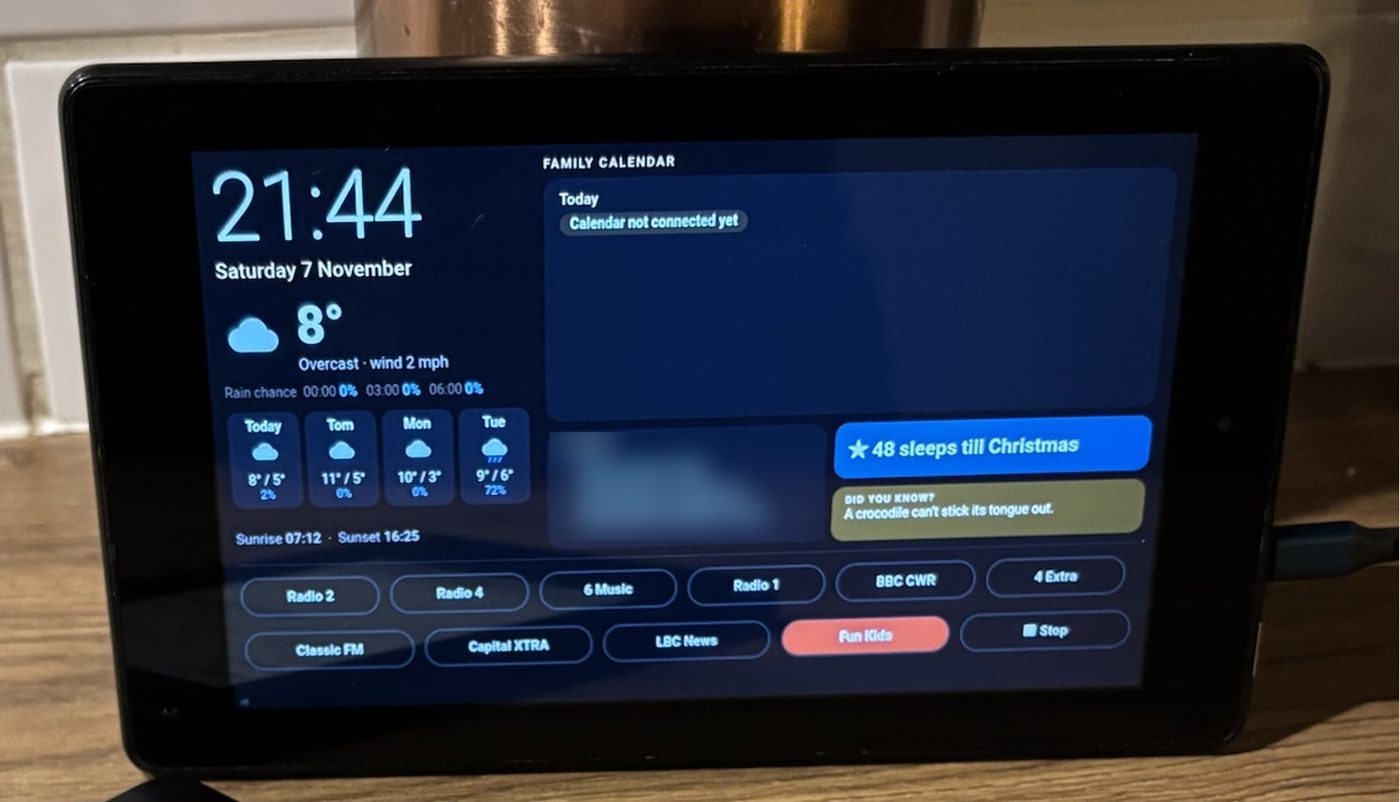 21:44
Saturday 7 November
8°
Overcast · wind 2 mph
Rain chance 00:00 0% 03:00 0% 06:00 0%
Today Tom Mon Tue
8° / 5° 11° / 5° 10° / 3° 9° / 6°
2% 0% 0% 72%
Sunrise 07:12 · Sunset 16:25
FAMILY CALENDAR
Today
Calendar not connected yet
★ 48 sleeps till Christmas
DID YOU KNOW?
A crocodile can't stick its tongue out.
Radio 2 Radio 4 6 Music Radio 1 BBC CWR 4 Extra
Classic FM Capital XTRA LBC News Fun Kids Stop